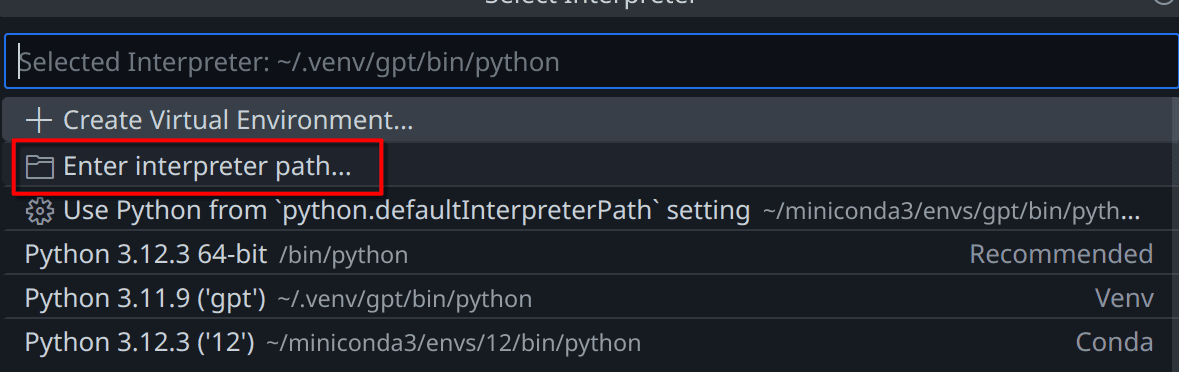 Select Interpreter
Selected Interpreter: ~/.venv/gpt/bin/python
Create Virtual Environment...
Enter interpreter path...
Use Python from `python.defaultInterpreterPath` setting ~/miniconda3/envs/gpt/bin/pyth...
Python 3.12.3 64-bit /bin/python Recommended
Python 3.11.9 ('gpt') ~/.venv/gpt/bin/python Venv
Python 3.12.3 ('12') ~/miniconda3/envs/12/bin/python Conda